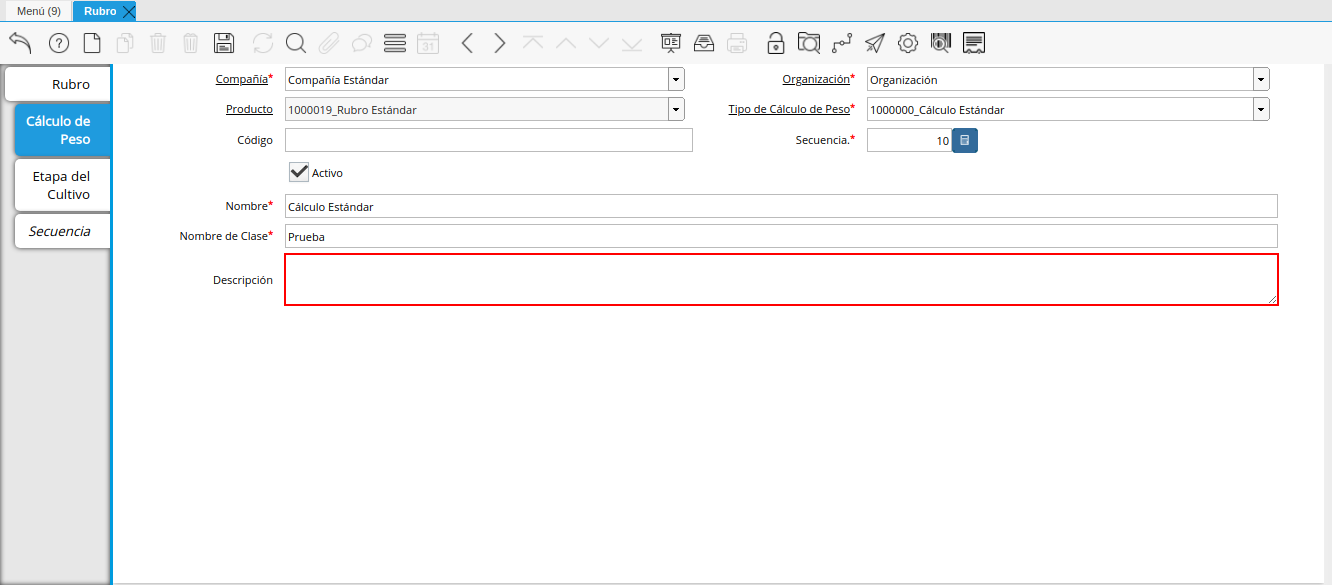 Menú (9)
Rubro
?
31
Rubro
Cálculo de
Peso
Etapa del
Cultivo
Secuencia
Compañía* Compañía Estándar
Organización* Organización
Producto 1000019_Rubro Estándar
Tipo de Cálculo de Peso* 1000000_Cálculo Estándar
Código
Secuencia.* 10
Activo
Nombre* Cálculo Estándar
Nombre de Clase* Prueba
Descripción